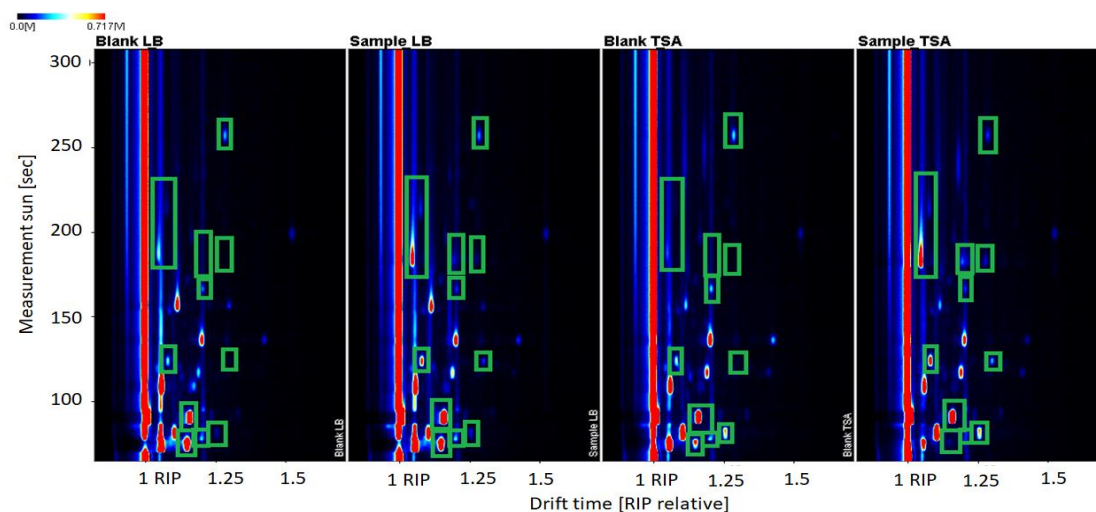 0.0[V] 0.717[V]
Blank LB Sample LB Blank TSA Sample TSA
300
250
200
150
100
Measurement sun [sec]
Blank LB
Sample LB
Blank TSA
1 RIP 1.25 1.5 1 RIP 1.25 1.5 1 RIP 1.25 1.5 1 RIP 1.25 1.5
Drift time [RIP relative]